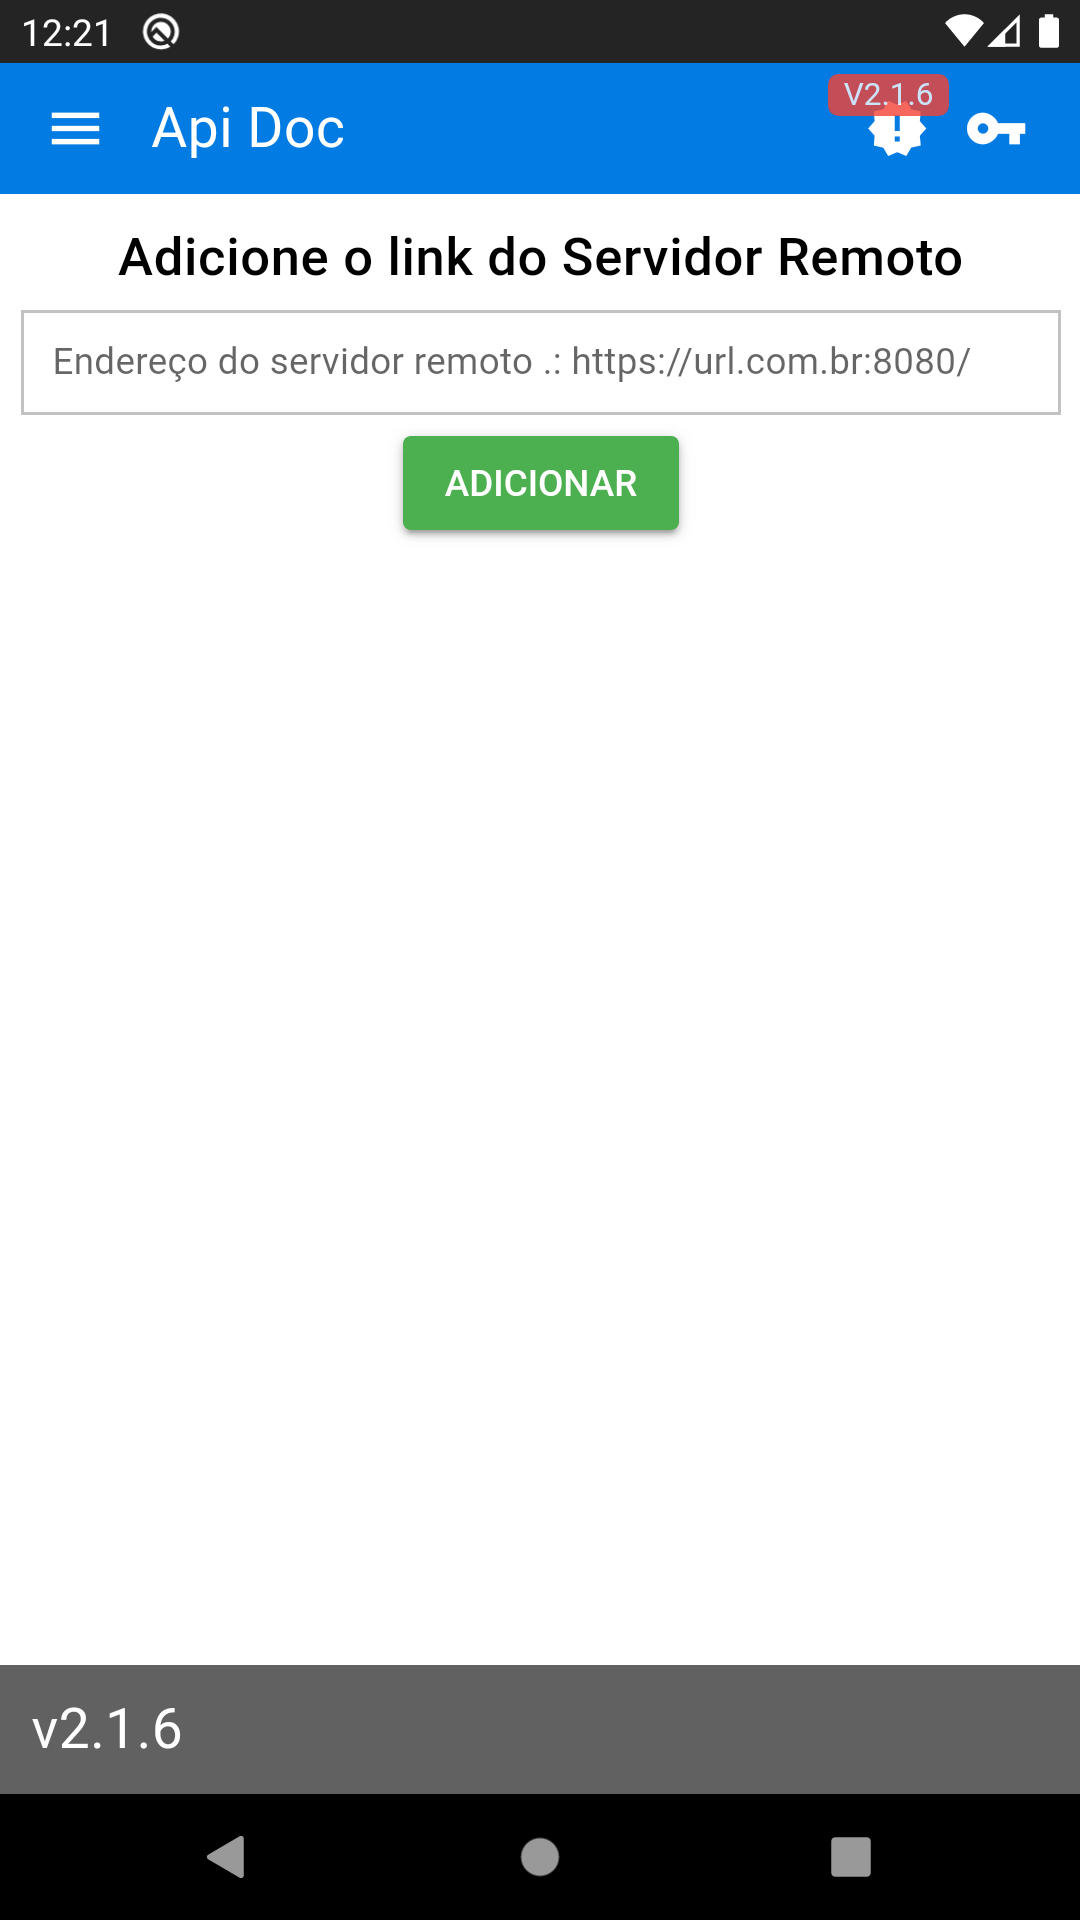 12:21
V2.1.6
Api Doc
Adicione o link do Servidor Remoto
Endereço do servidor remoto .: https://url.com.br:8080/
ADICIONAR
v2.1.6